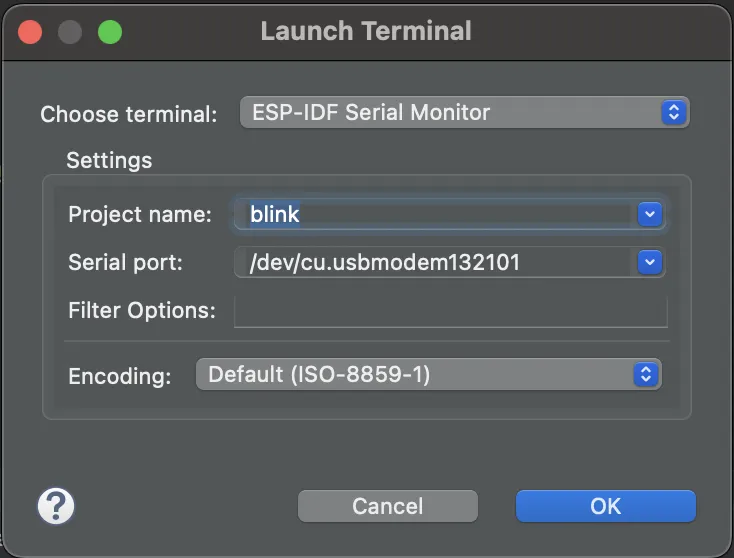 Launch Terminal
Choose terminal: ESP-IDF Serial Monitor
Settings
Project name: blink
Serial port: /dev/cu.usbmodem132101
Filter Options:
Encoding: Default (ISO-8859-1)
? Cancel OK